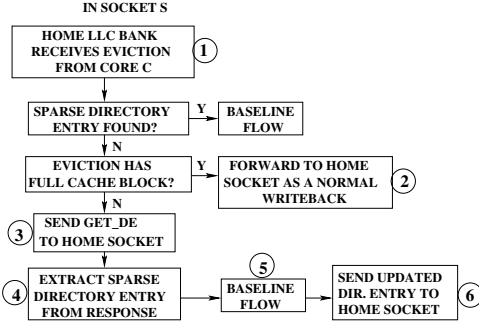 IN SOCKET S
HOME LLC BANK
RECEIVES EVICTION
FROM CORE C
1
SPARSE DIRECTORY
ENTRY FOUND?
Y
BASELINE
FLOW
N
EVICTION HAS
FULL CACHE BLOCK?
Y
FORWARD TO HOME
SOCKET AS A NORMAL
WRITEBACK
2
N
3
SEND GET_DE
TO HOME SOCKET
4
EXTRACT SPARSE
DIRECTORY ENTRY
FROM RESPONSE
5
BASELINE
FLOW
SEND UPDATED
DIR. ENTRY TO
HOME SOCKET
6